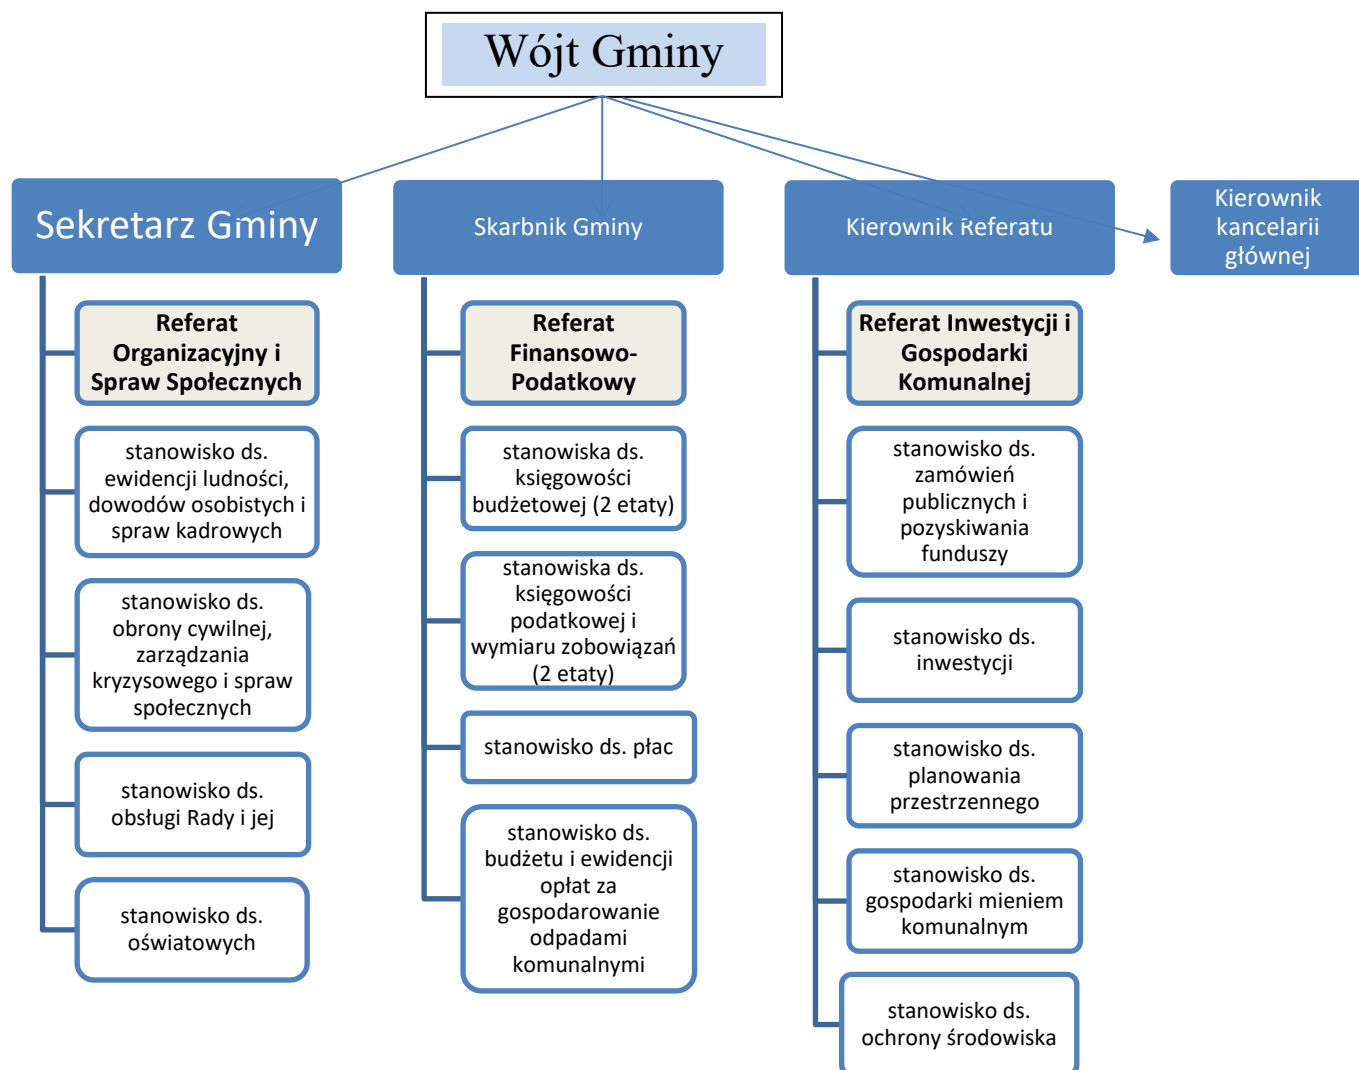 Wójt Gminy
Sekretarz Gminy
Referat
Organizacyjny i
Spraw Społecznych
stanowisko ds.
ewidencji ludności,
dowodów osobistych i
spraw kadrowych
stanowisko ds.
obrony cywilnej,
zarządzania
kryzysowego i spraw
społecznych
stanowisko ds.
obsługi Rady i jej
stanowisko ds.
oświatowych
Skarbnik Gminy
Referat
Finansowo-
Podatkowy
stanowiska ds.
księgowości
budżetowej (2 etaty)
stanowiska ds.
księgowości
podatkowej i
wymiaru zobowiązań
(2 etaty)
stanowisko ds. płac
stanowisko ds.
budżetu i ewidencji
opłat za
gospodarowanie
odpadami
komunalnymi
Kierownik Referatu
Referat Inwestycji i
Gospodarki
Komunalnej
stanowisko ds.
zamówień
publicznych i
pozyskiwania
funduszy
stanowisko ds.
inwestycji
stanowisko ds.
planowania
przestrzennego
stanowisko ds.
gospodarki mieniem
komunalnym
stanowisko ds.
ochrony środowiska
Kierownik
kancelarii
głównej